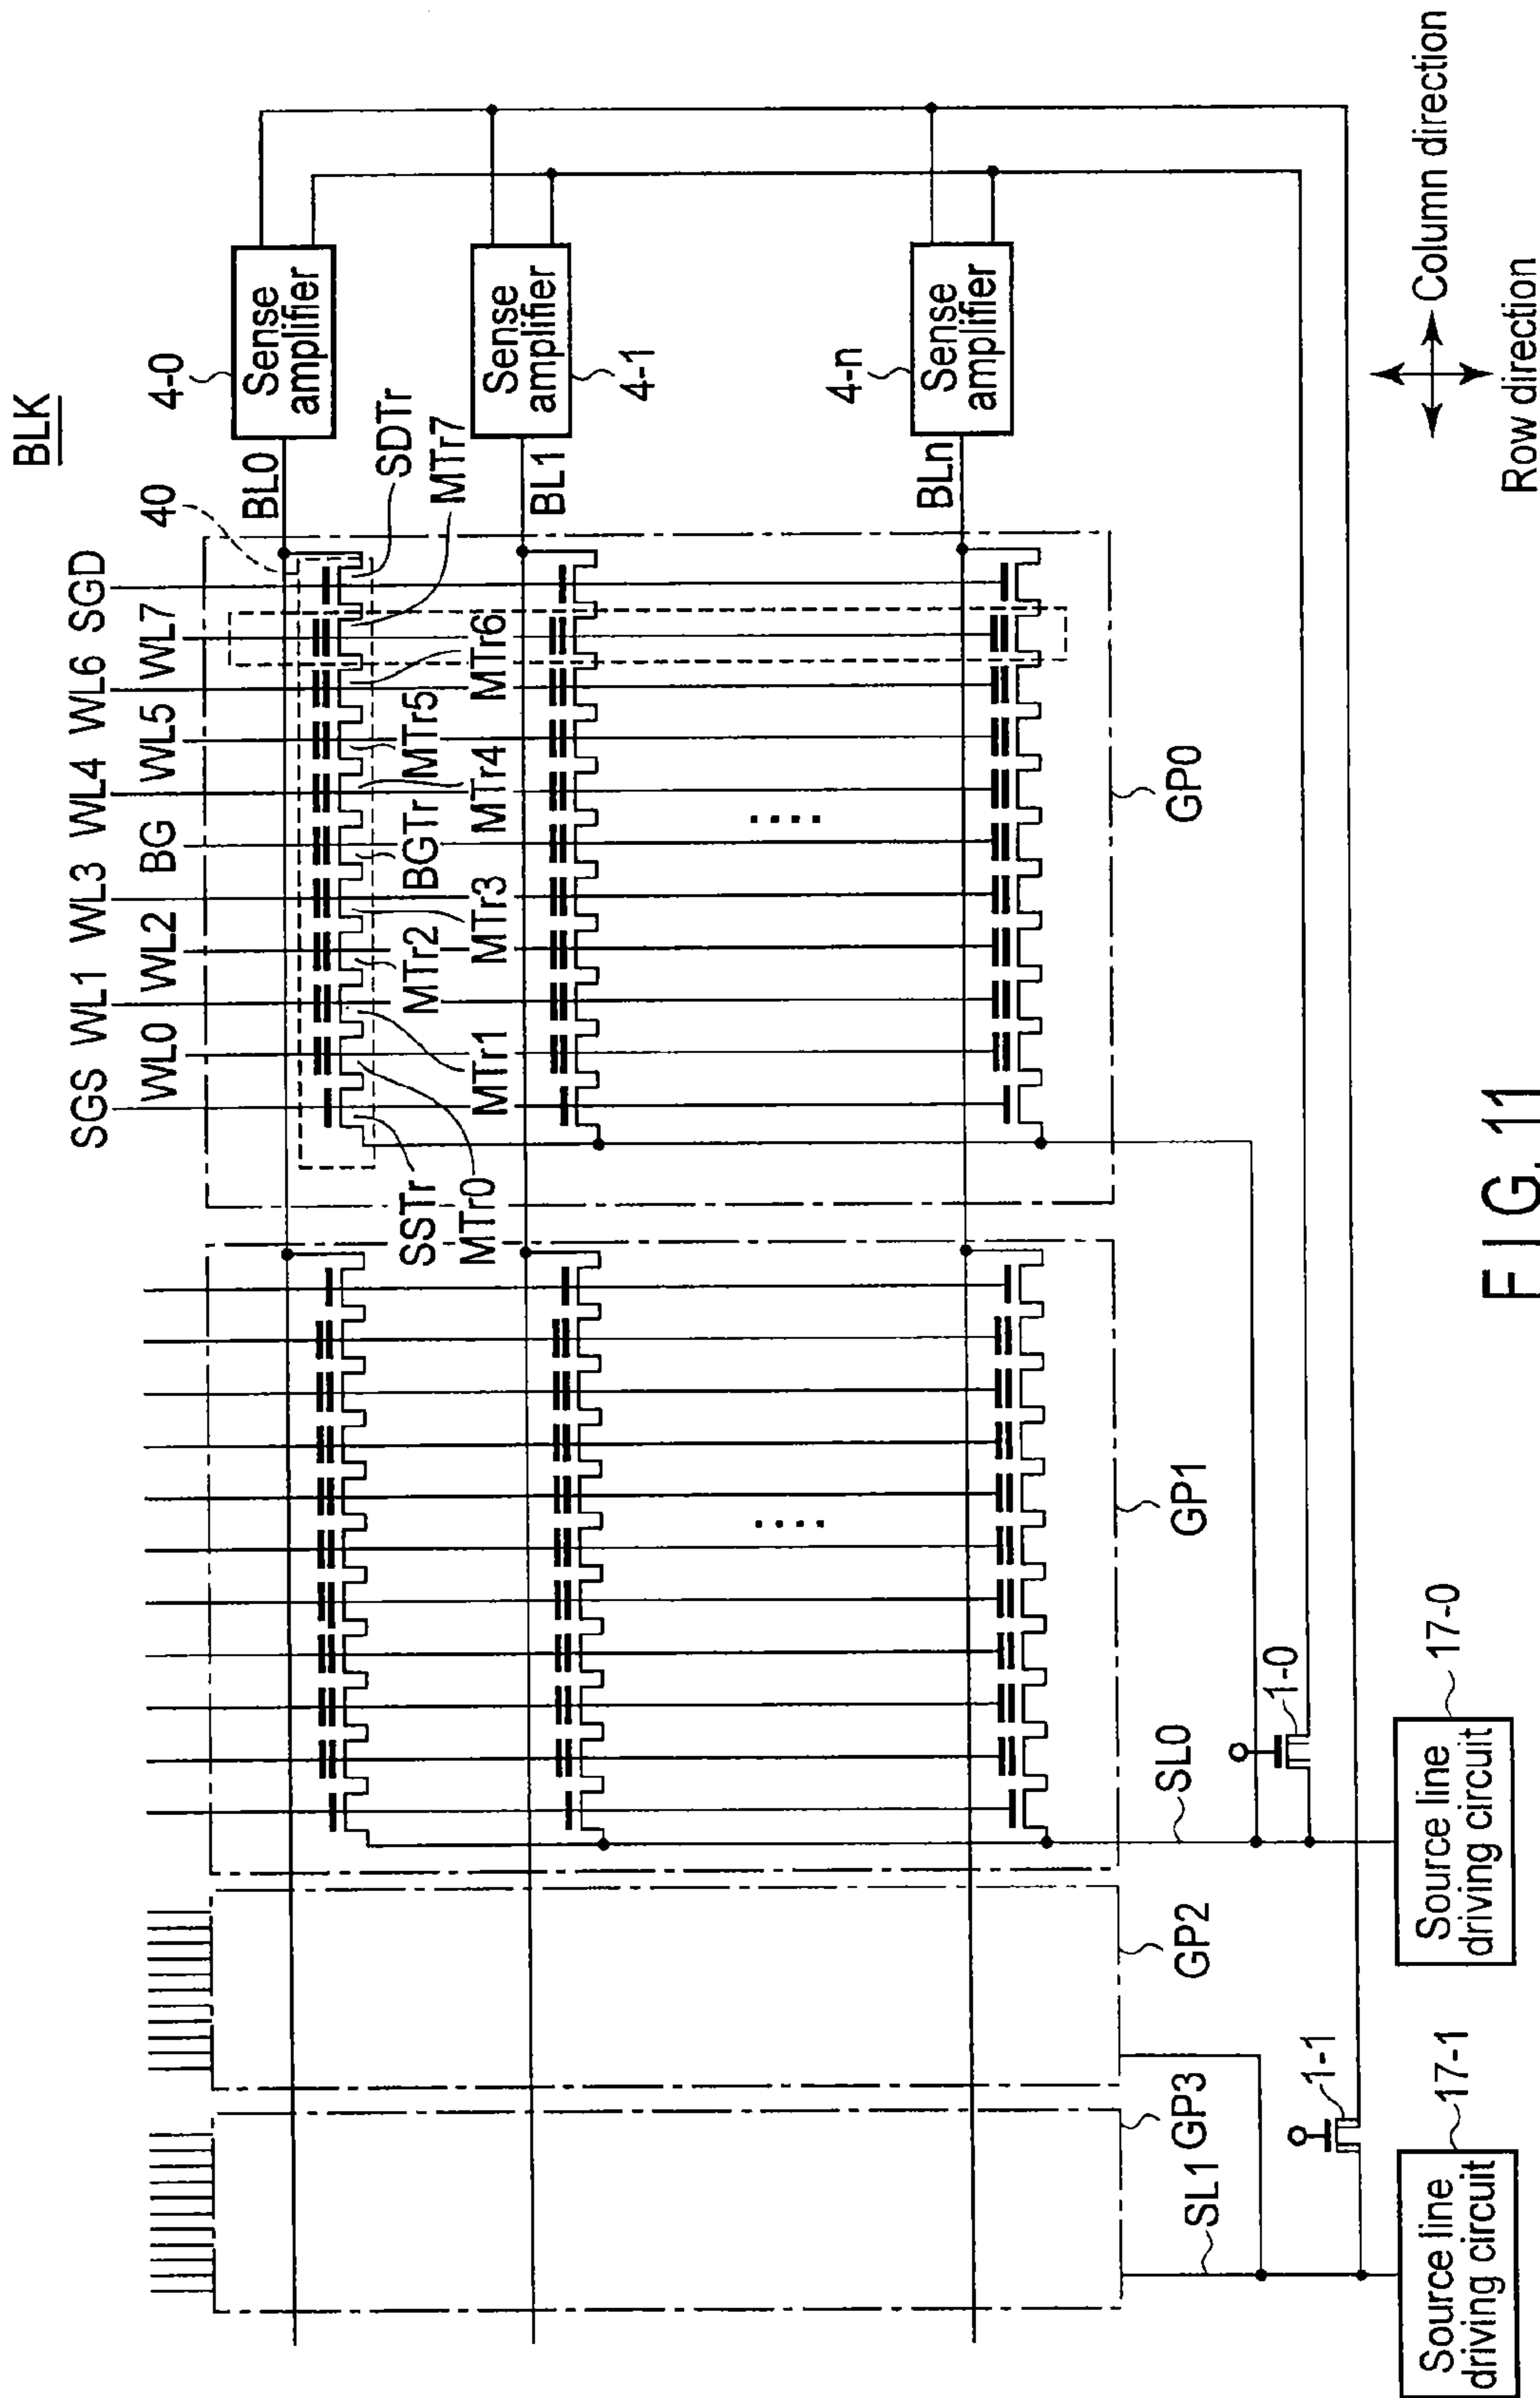 BLK
SGS WL1 WL3 WL4 WL6 SGD
WL0 WL2 BG WL5 WL7
40
BL0
4-0
Sense
amplifier
SSTr
MTr0
MTr1
MTr2
MTr3
BGTr
MTr4
MTr5
MTr6
MTr7
SDTr
BL1
Sense
amplifier
4-1
BLn
4-n
Sense
amplifier
GP3
GP2
GP1
GP0
SL1
SL0
1-1
1-0
Source line
driving circuit
17-1
Source line
driving circuit
17-0
Column direction
Row direction
FIG. 11